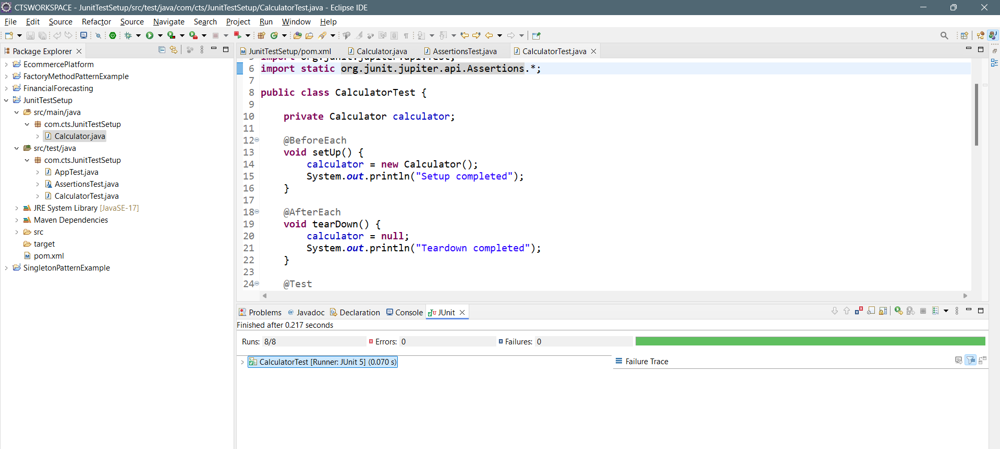 CTSWORKSPACE - JunitTestSetup/src/test/java/com/cts/JunitTestSetup/CalculatorTest.java - Eclipse IDE
File Edit Source Refactor Source Navigate Search Project Run Window Help
Package Explorer
EcommercePlatform
FactoryMethodPatternExample
FinancialForecasting
JunitTestSetup
src/main/java
com.cts.JunitTestSetup
Calculator.java
src/test/java
com.cts.JunitTestSetup
AppTest.java
AssertionsTest.java
CalculatorTest.java
JRE System Library [JavaSE-17]
Maven Dependencies
src
target
pom.xml
SingletonPatternExample
JunitTestSetup/pom.xml Calculator.java AssertionsTest.java CalculatorTest.java
5 import org.junit.jupiter.api.Test;
6 import static org.junit.jupiter.api.Assertions.*;
7
8 public class CalculatorTest {
9
10 private Calculator calculator;
11
12 @BeforeEach
13 void setUp() {
14 calculator = new Calculator();
15 System.out.println("Setup completed");
16 }
17
18 @AfterEach
19 void tearDown() {
20 calculator = null;
21 System.out.println("Teardown completed");
22 }
23
24 @Test
Problems Javadoc Declaration Console JUnit
Finished after 0.217 seconds
Runs: 8/8 Errors: 0 Failures: 0
CalculatorTest [Runner: JUnit 5] (0.070 s)
Failure Trace